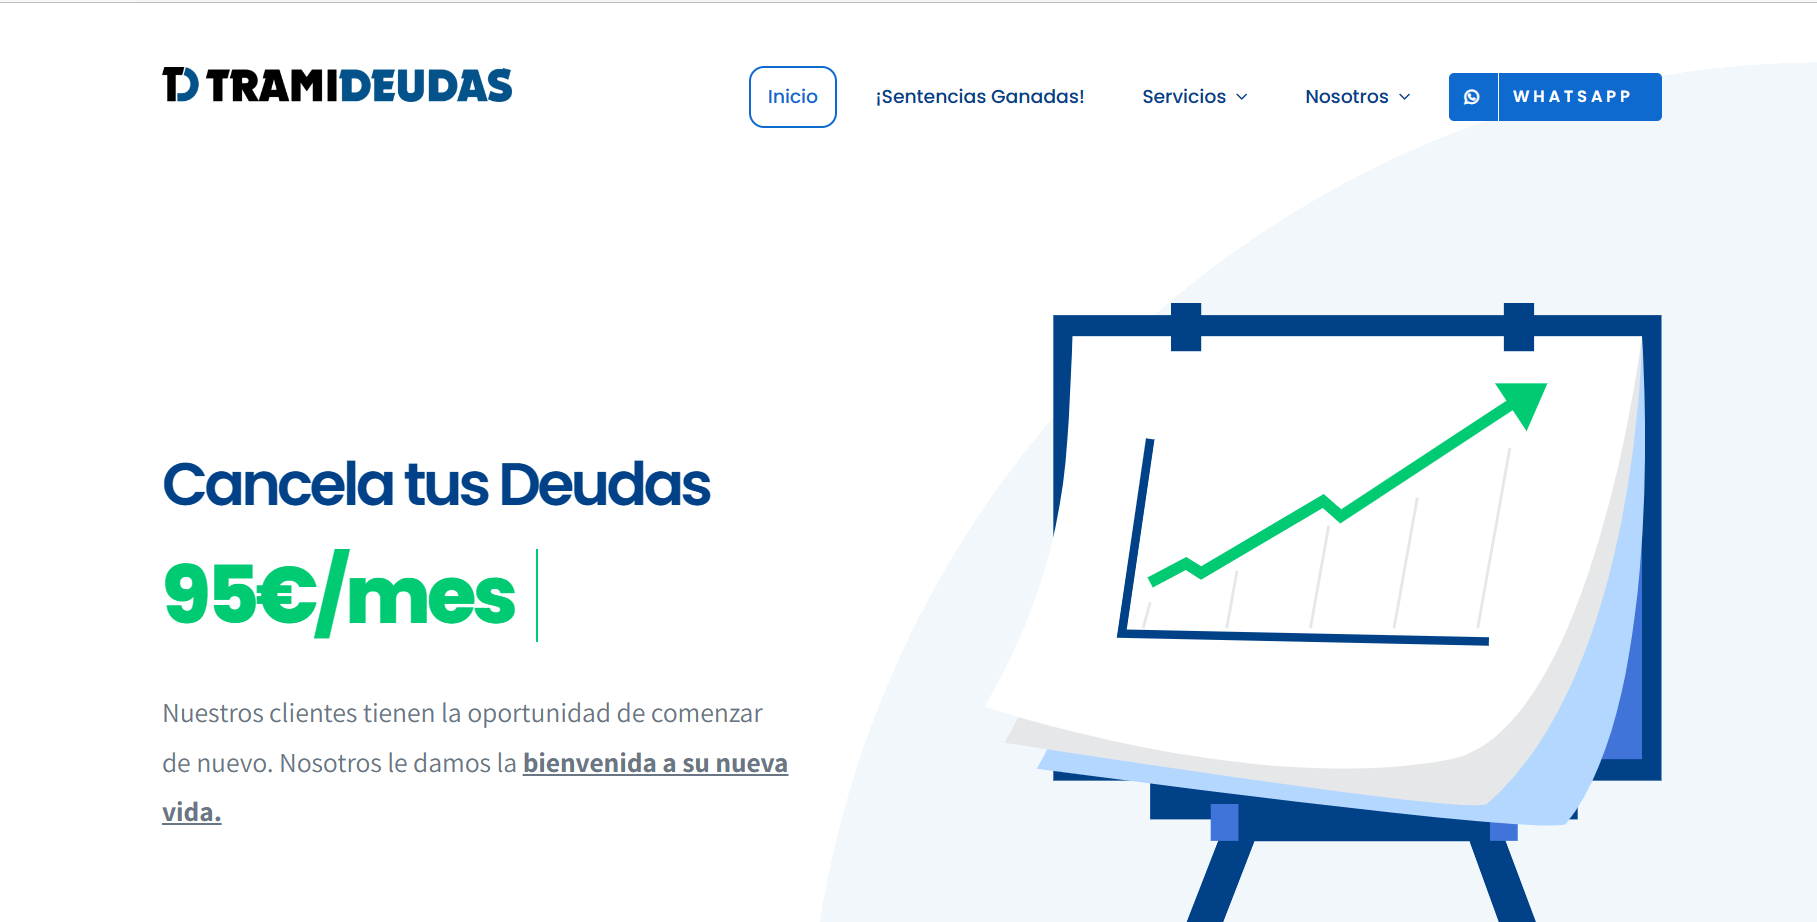 TD TRAMIDEUDAS
Inicio
¡Sentencias Ganadas!
Servicios
Nosotros
WHATSAPP
Cancela tus Deudas
95€/mes
Nuestros clientes tienen la oportunidad de comenzar
de nuevo. Nosotros le damos la bienvenida a su nueva
vida.